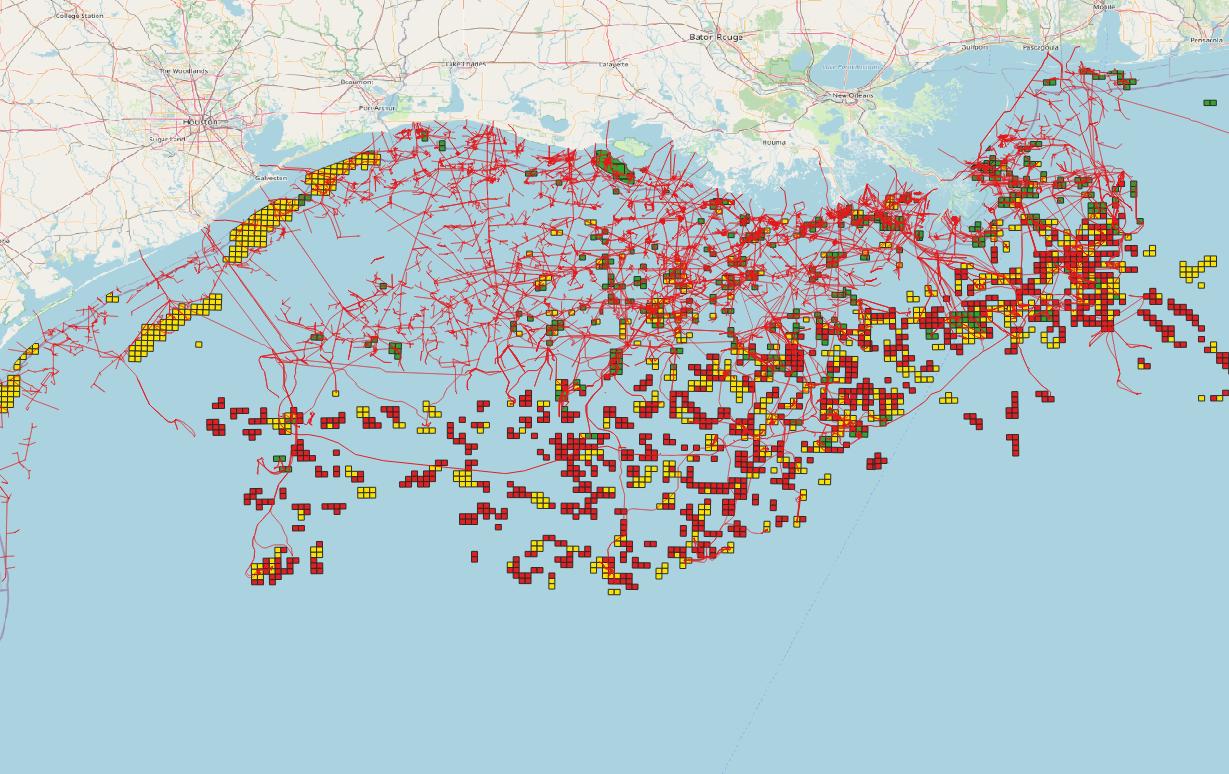 College Station
Mobile
Baton Rouge
Gulfport
Pascagoula
Pensacola
Lake Charles
Lafayette
The Woodlands
Beaumont
New Orleans
Port Arthur
Houston
Sugar Land
Houma
Galveston